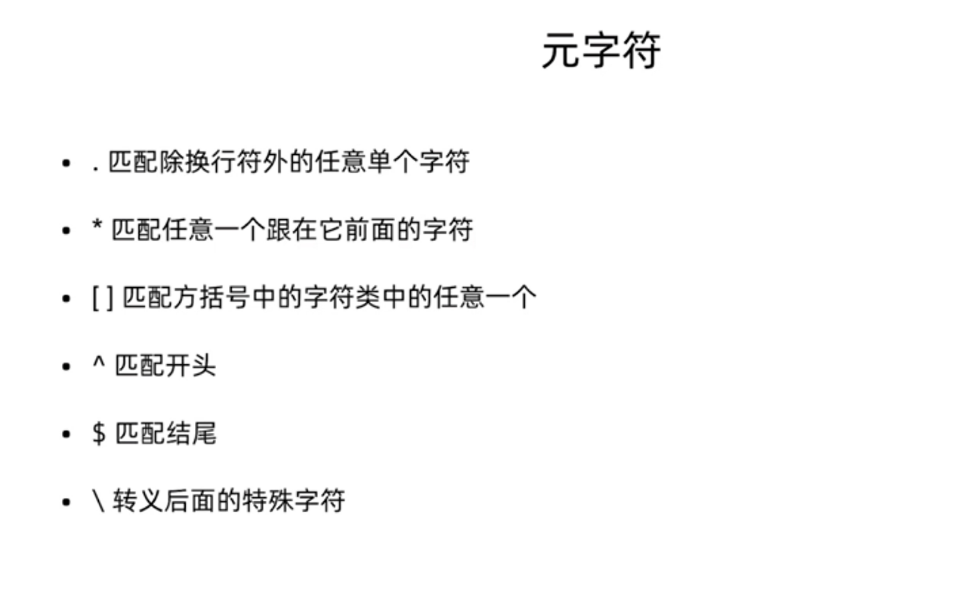 元字符
• . 匹配除换行符外的任意单个字符
• * 匹配任意一个跟在它前面的字符
• [ ] 匹配方括号中的字符类中的任意一个
• ^ 匹配开头
• $ 匹配结尾
• \ 转义后面的特殊字符